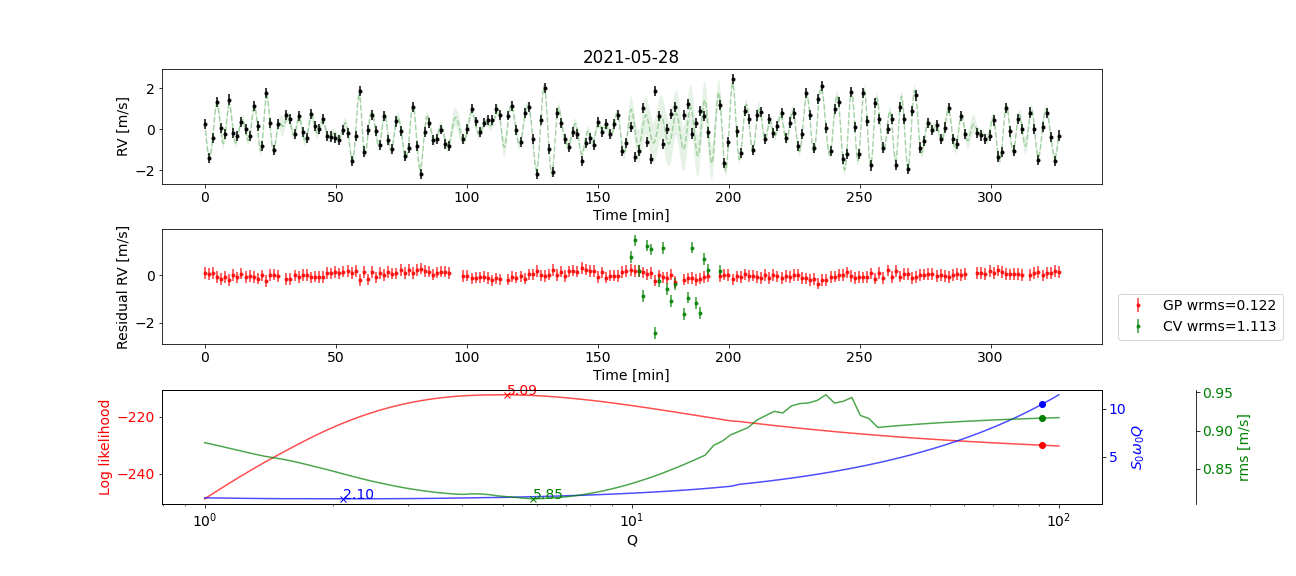 2021-05-28
RV [m/s]
2
0
−2
0 50 100 150 200 250 300
Time [min]
Residual RV [m/s]
0
−2
0 50 100 150 200 250 300
Time [min]
GP wrms=0.122
CV wrms=1.113
Log likelihood
−220
−240
5.09
2.10
5.85
10
5
S₀ω₀Q
0.95
0.90
0.85
rms [m/s]
10⁰ 10¹ 10²
Q